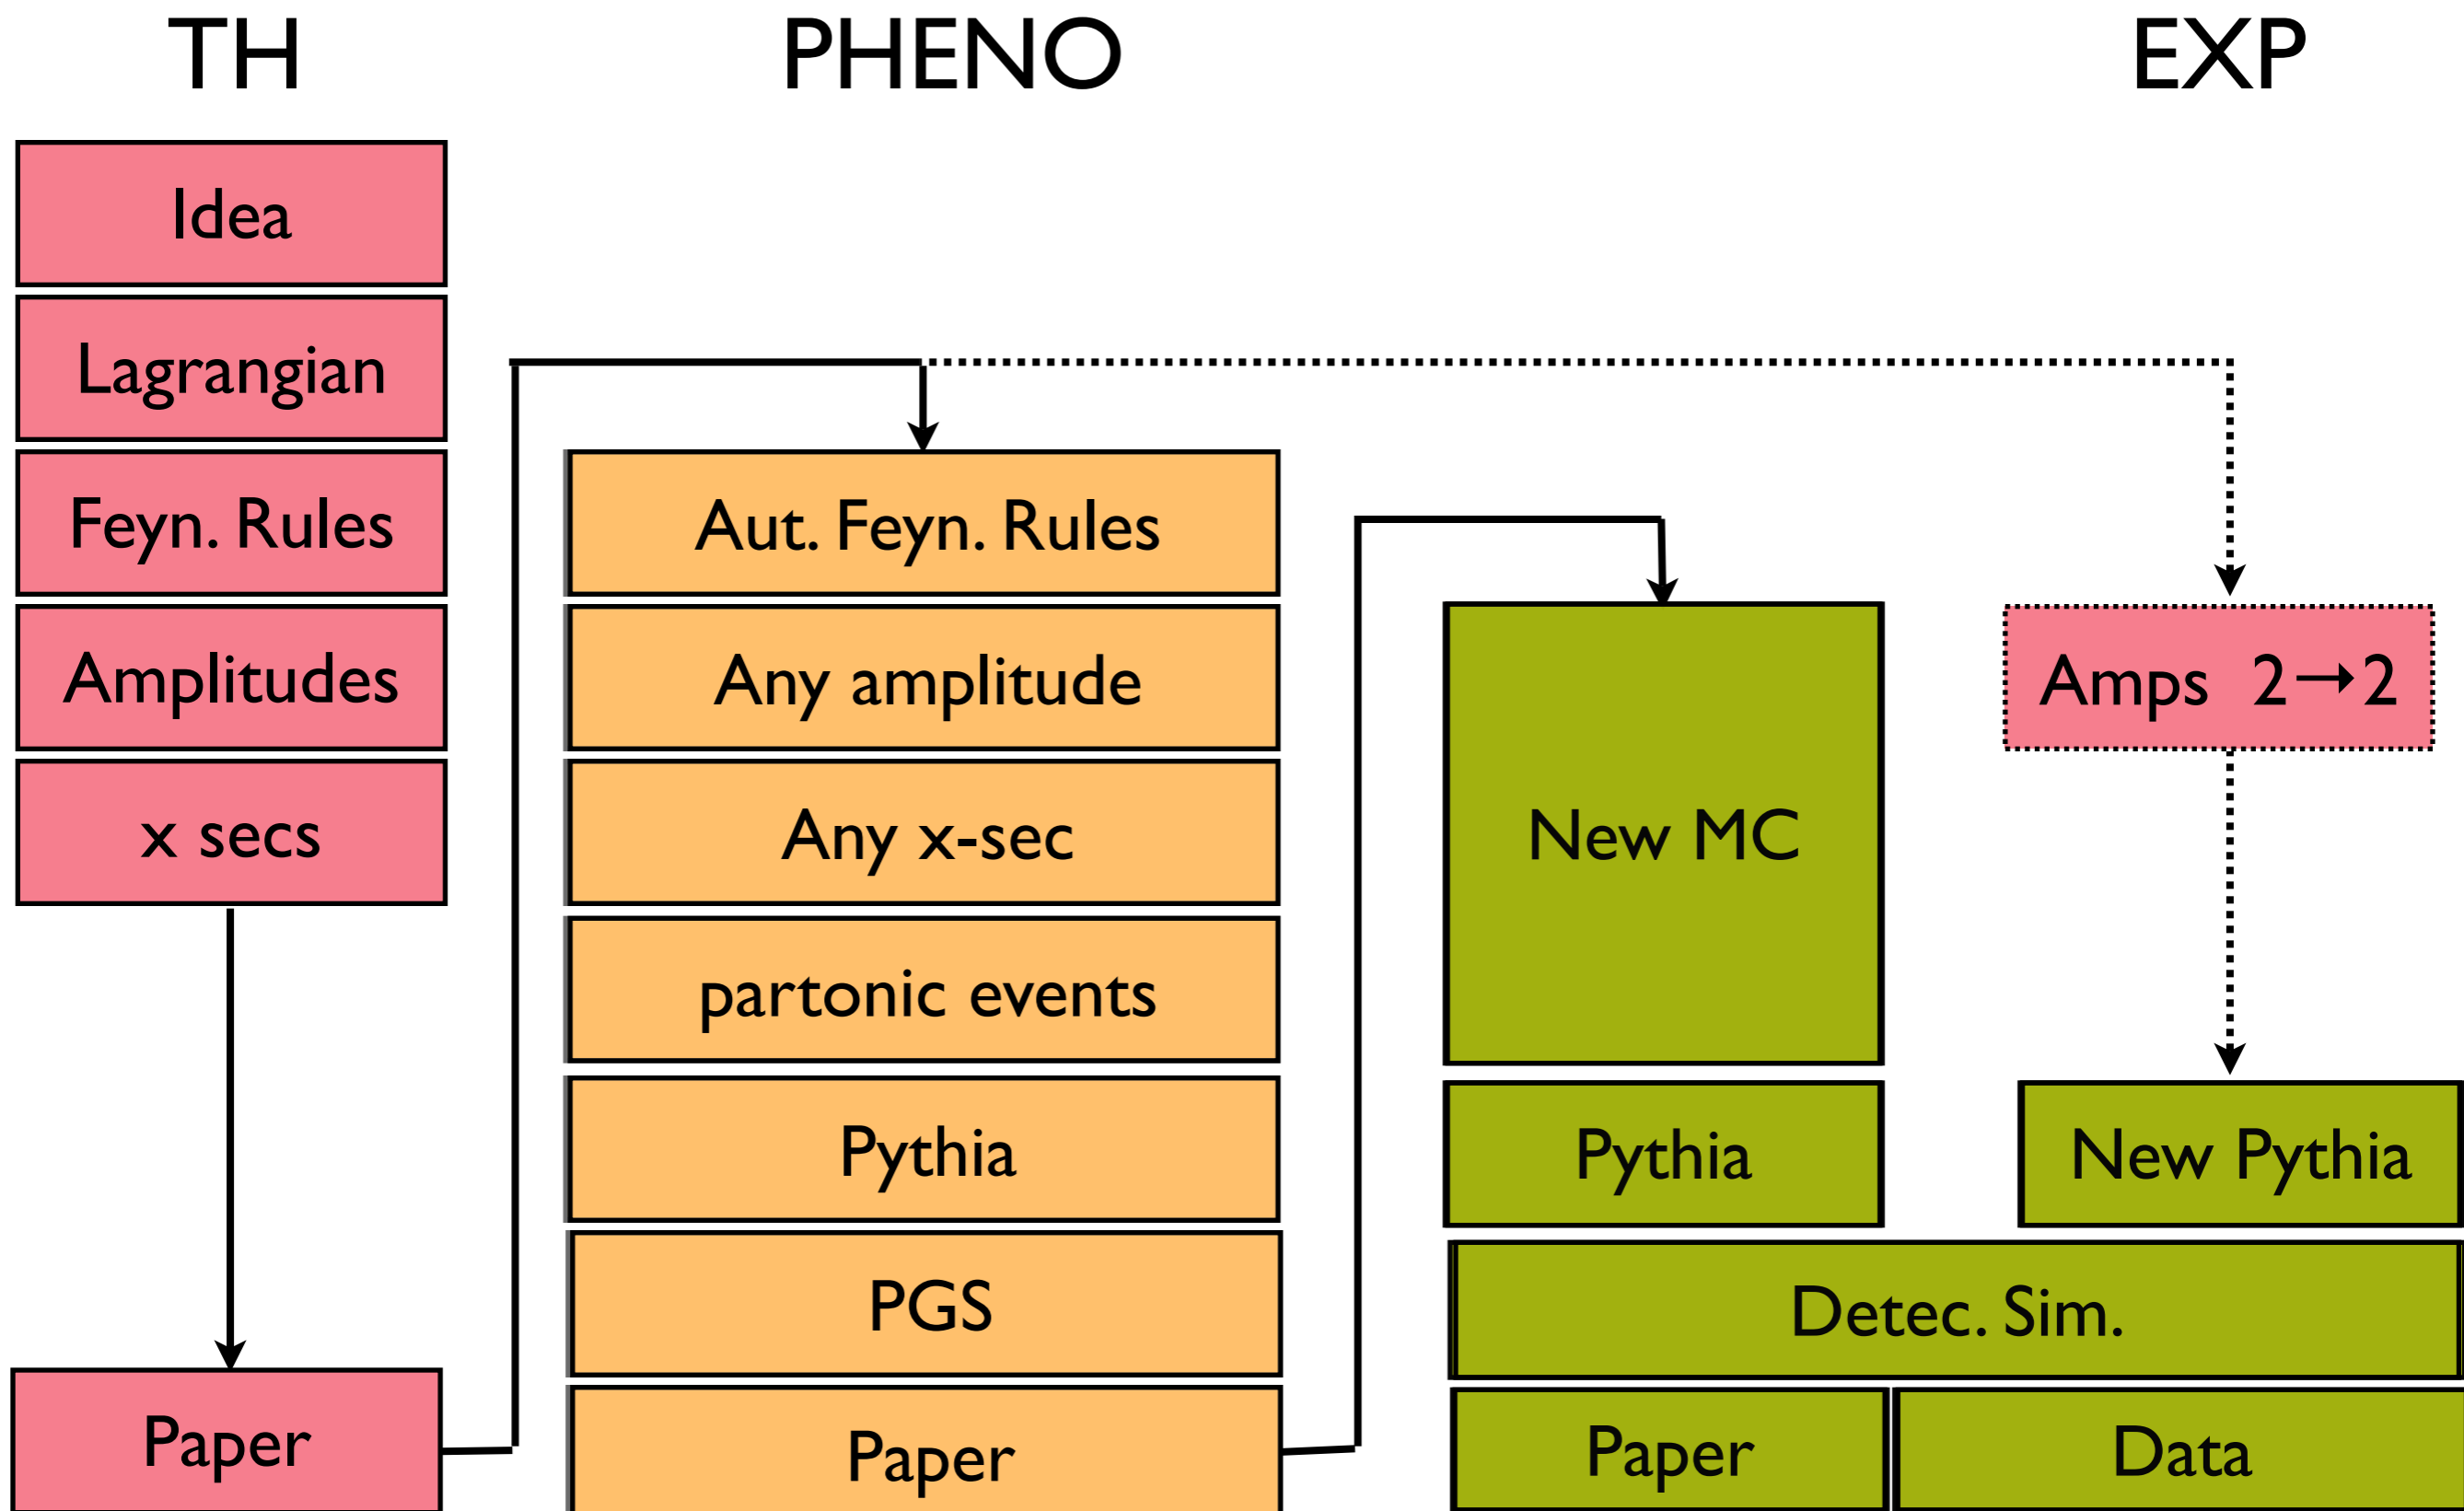 TH
PHENO
EXP
Idea
Lagrangian
Feyn. Rules
Amplitudes
x secs
Paper
Aut. Feyn. Rules
Any amplitude
Any x-sec
partonic events
Pythia
PGS
Paper
New MC
Pythia
Amps 2→2
New Pythia
Detec. Sim.
Paper
Data